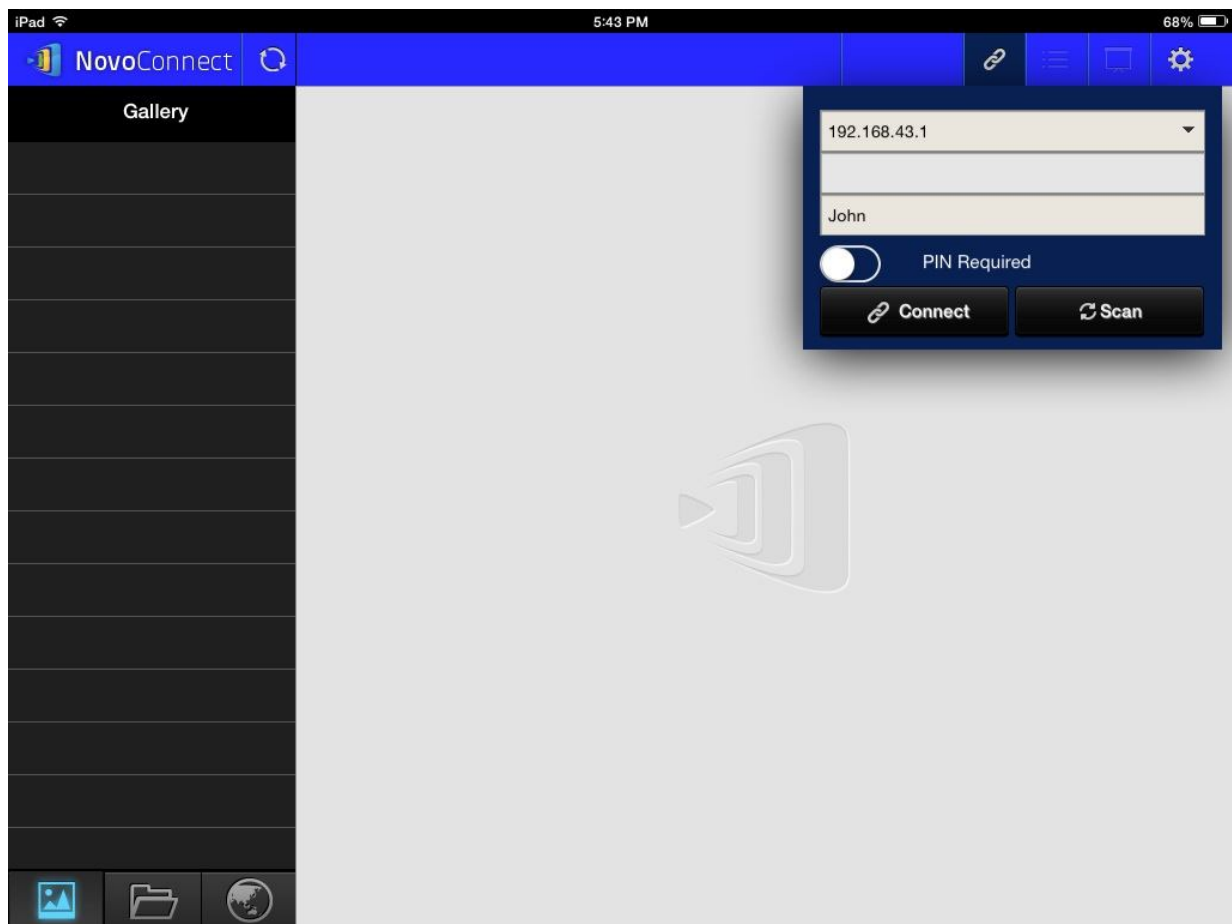 iPad 5:43 PM 68%
NovoConnect
Gallery
192.168.43.1
John
PIN Required
Connect Scan